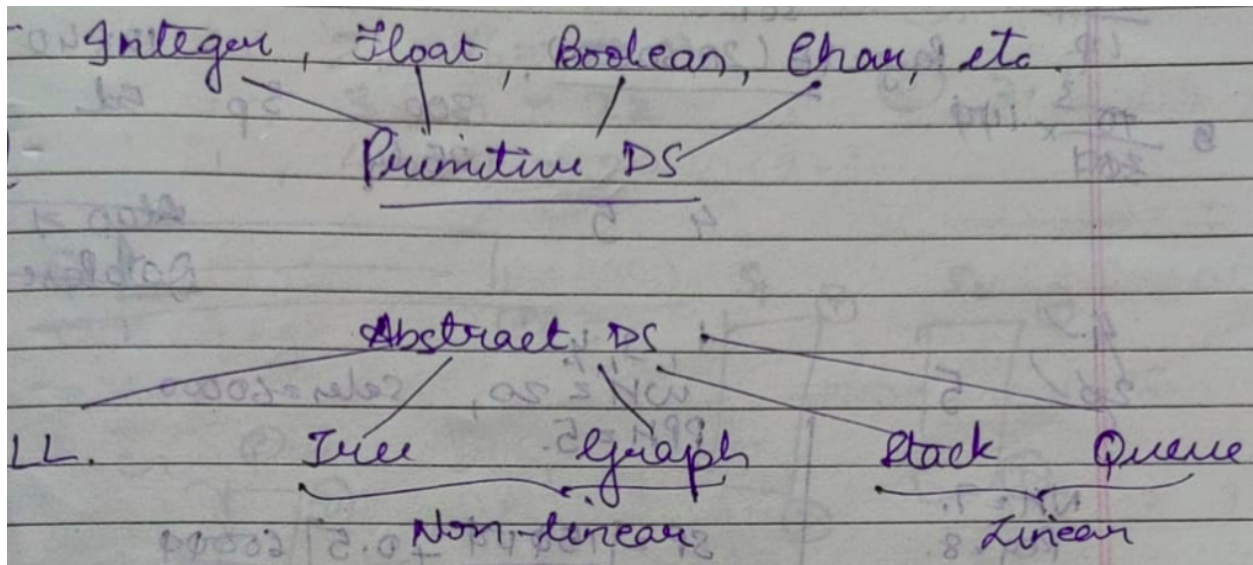 Integer, Float, Boolean, Char, etc.
Primitive DS
Abstract DS
LL. Tree Graph Stack Queue
Non-linear Linear